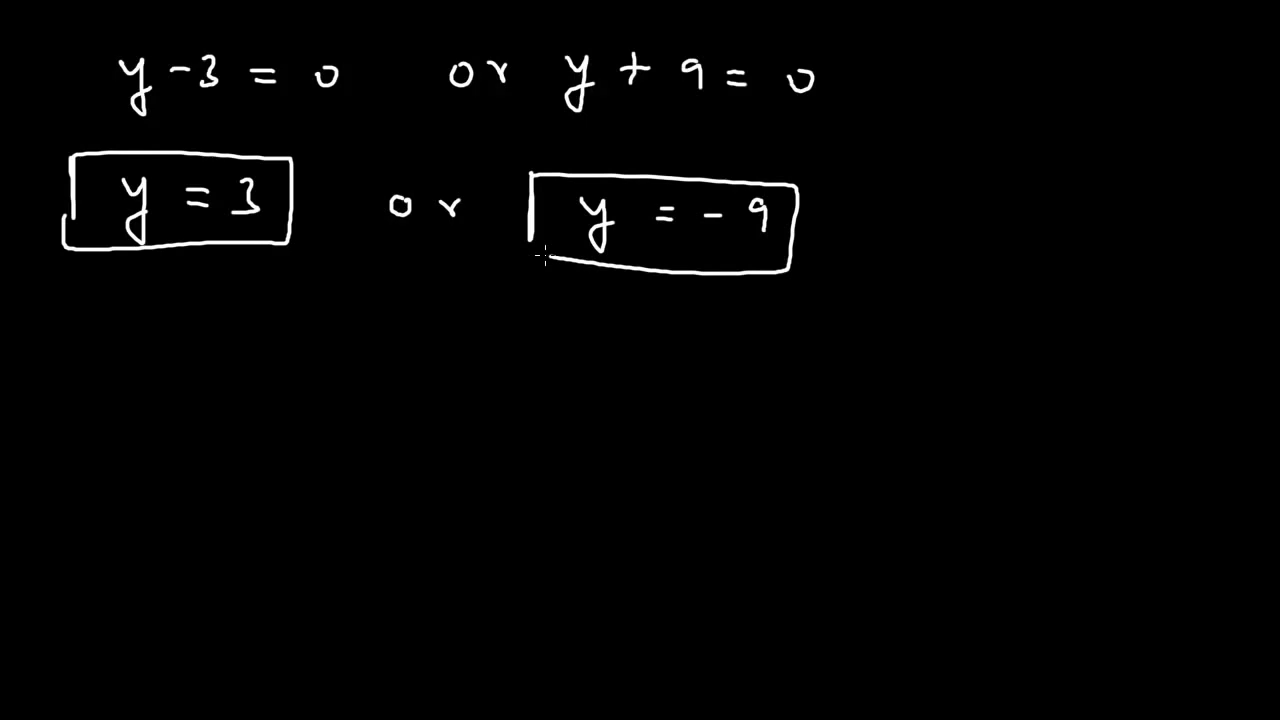 y - 3 = 0 or y + 9 = 0
y = 3 or y = - 9